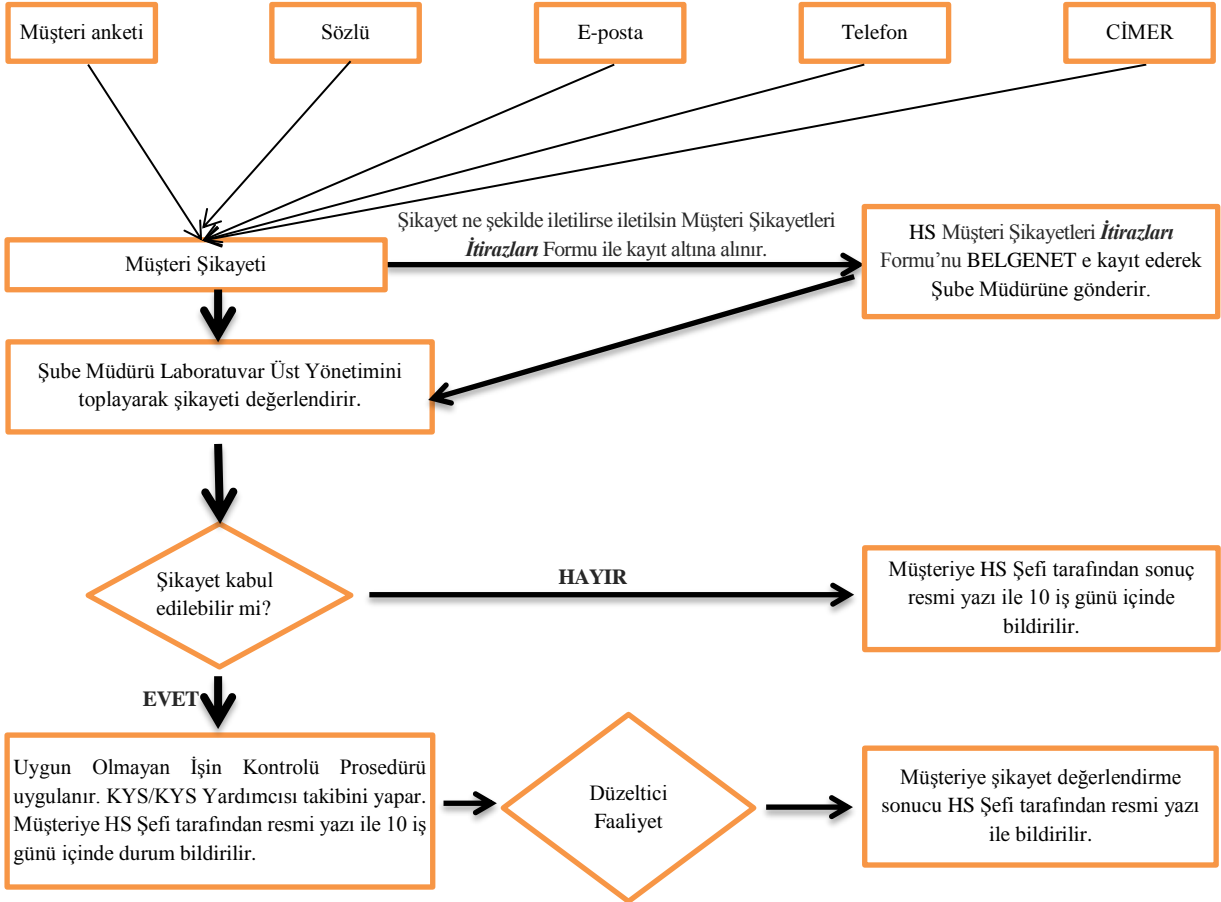 Müşteri anketi
Sözlü
E-posta
Telefon
CİMER
Şikayet ne şekilde iletilirse iletilsin Müşteri Şikayetleri
İtirazları Formu ile kayıt altına alınır.
Müşteri Şikayeti
HS Müşteri Şikayetleri İtirazları
Formu’nu BELGENET e kayıt ederek
Şube Müdürüne gönderir.
Şube Müdürü Laboratuvar Üst Yönetimini
toplayarak şikayeti değerlendirir.
Şikayet kabul
edilebilir mi?
HAYIR
Müşteriye HS Şefi tarafından sonuç
resmi yazı ile 10 iş günü içinde
bildirilir.
EVET
Uygun Olmayan İşin Kontrolü Prosedürü
uygulanır. KYS/KYS Yardımcısı takibini yapar.
Müşteriye HS Şefi tarafından resmi yazı ile 10 iş
günü içinde durum bildirilir.
Düzeltici
Faaliyet
Müşteriye şikayet değerlendirme
sonucu HS Şefi tarafından resmi yazı
ile bildirilir.